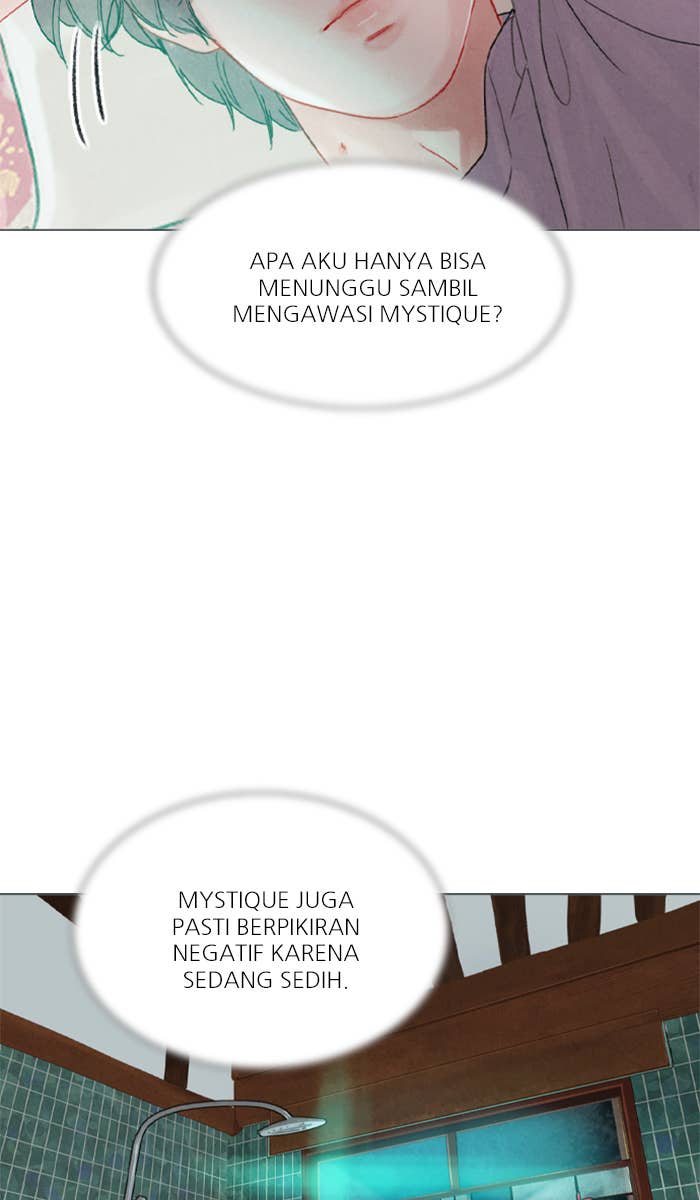 APA AKU HANYA BISA
MENUNGGU SAMBIL
MENGAWASI MYSTIQUE?
MYSTIQUE JUGA
PASTI BERPIKIRAN
NEGATIF KARENA
SEDANG SEDIH.